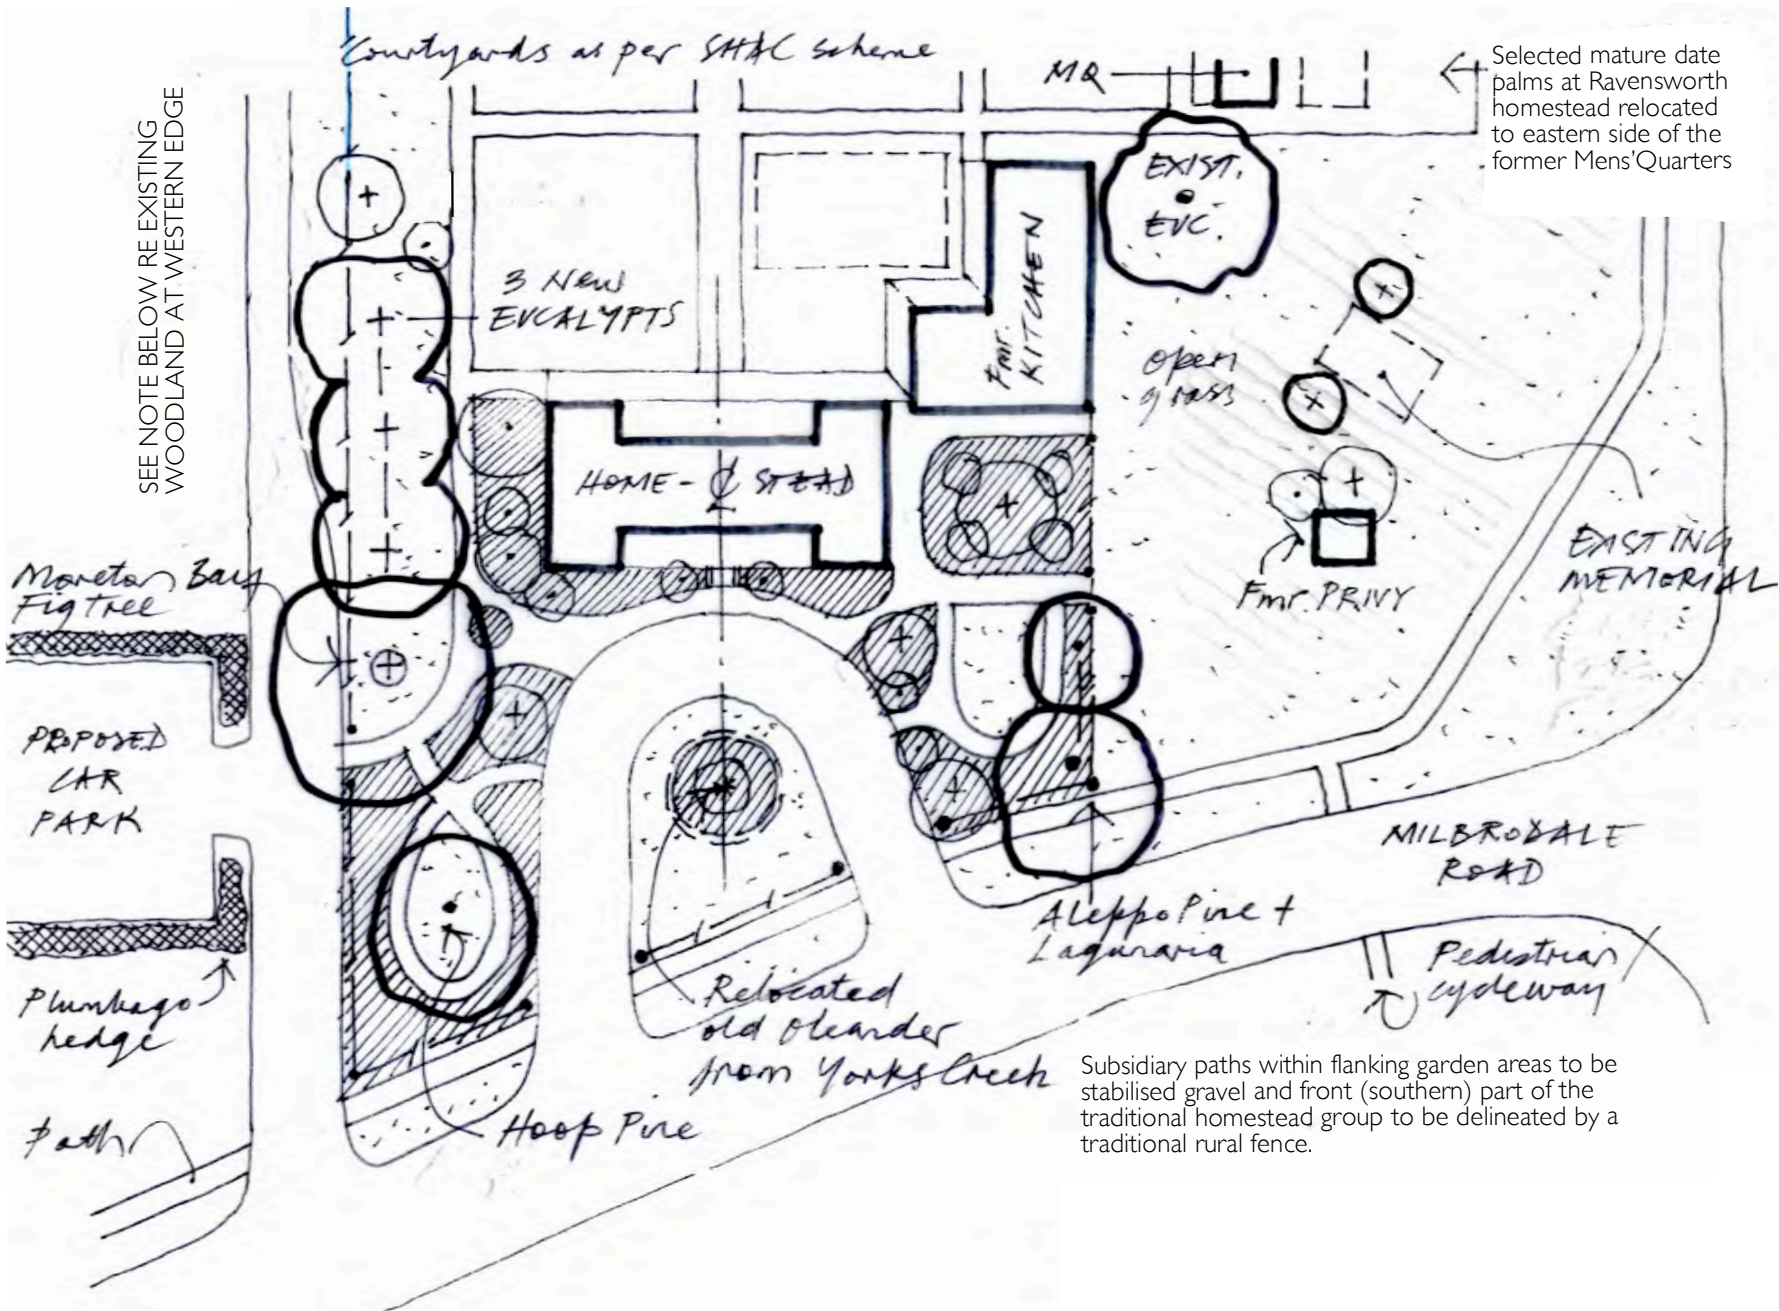 Courtyards as per SHAC scheme
MQ
Selected mature date
palms at Ravensworth
homestead relocated
to eastern side of the
former Mens'Quarters
SEE NOTE BELOW RE EXISTING
WOODLAND AT WESTERN EDGE
EXIST.
EUC.
3 New
EUCALYPTS
Fmr.
KITCHEN
open
grass
HOME-STEAD
EXISTING
MEMORIAL
Fmr. PRIVY
Moreton Bay
Fig Tree
PROPOSED
CAR
PARK
MILBRODALE
ROAD
Aleppo Pine +
Lagunaria
Pedestrian/
cycleway
Plumbago
hedge
Relocated
old Oleander
from Yorks Creek
Subsidiary paths within flanking garden areas to be
stabilised gravel and front (southern) part of the
traditional homestead group to be delineated by a
traditional rural fence.
Path
Hoop Pine